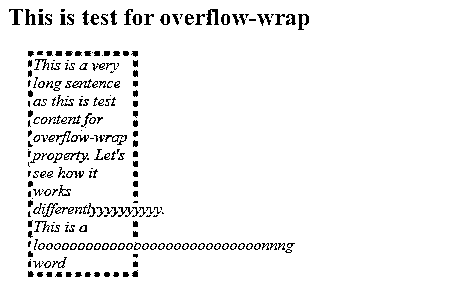 This is test for overflow-wrap
This is a very
long sentence
as this is test
content for
overflow-wrap
property. Let's
see how it
works
differentlyyyyyyyyyy.
This is a
looooooooooooooooooooooooooooonnng
word